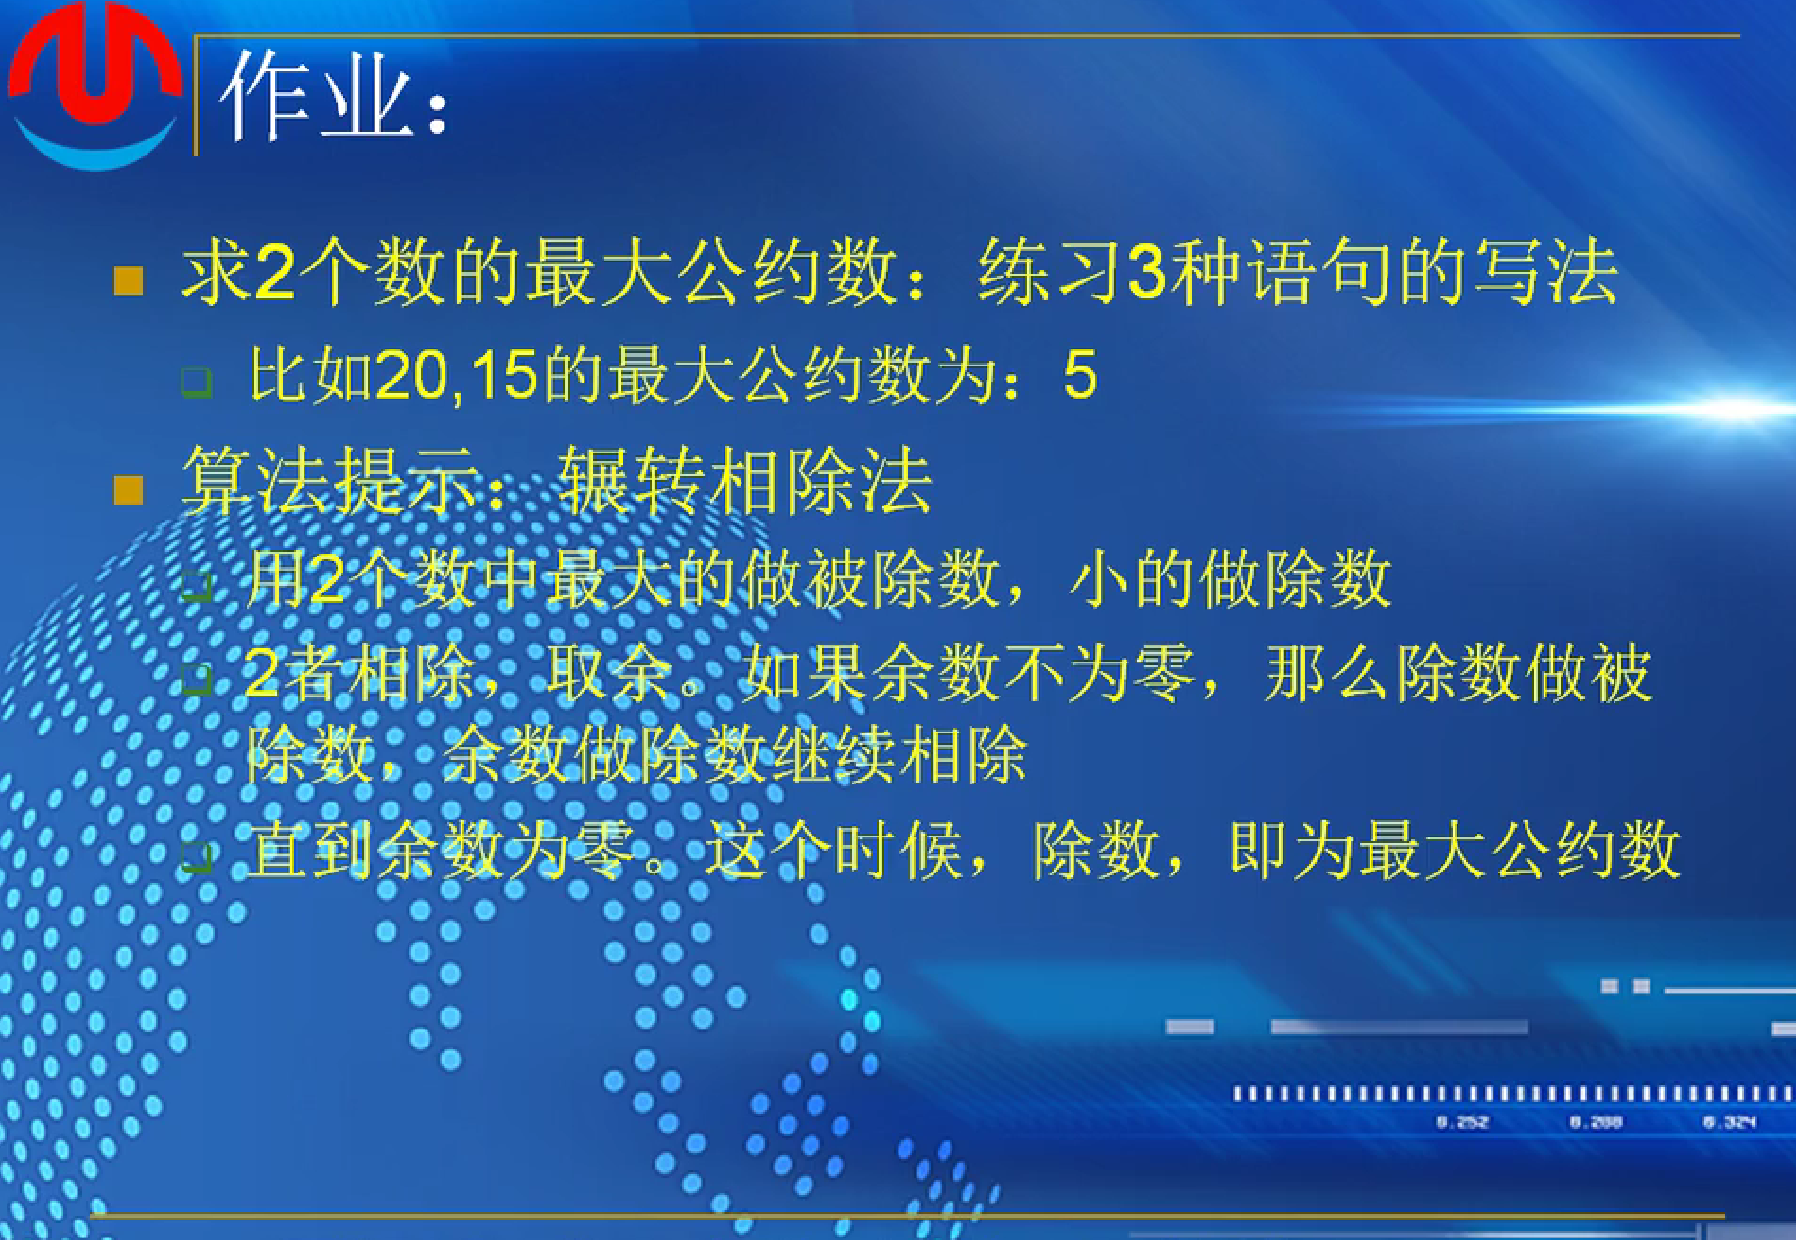 作业：
求2个数的最大公约数：练习3种语句的写法
比如20,15的最大公约数为：5
算法提示：辗转相除法
用2个数中最大的做被除数，小的做除数
2者相除，取余。如果余数不为零，那么除数做被
除数，余数做除数继续相除
直到余数为零。这个时候，除数，即为最大公约数
0.252 0.288 0.324